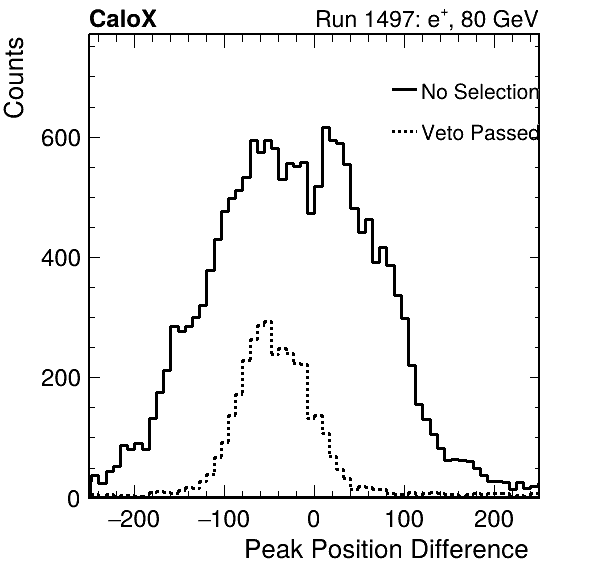 CaloX Run 1497: e⁺, 80 GeV
Counts
No Selection
Veto Passed
600
400
200
0
−200 −100 0 100 200
Peak Position Difference